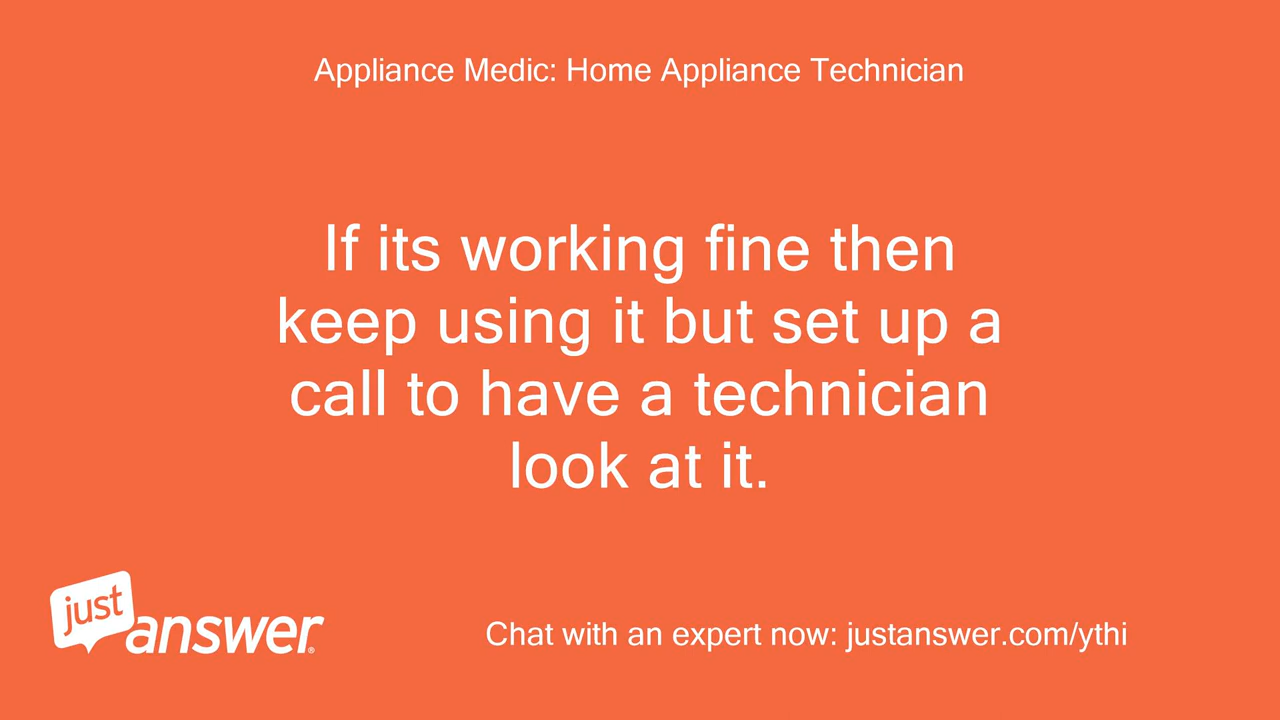 Appliance Medic: Home Appliance Technician
If its working fine then
keep using it but set up a
call to have a technician
look at it.
just
answer®
Chat with an expert now: justanswer.com/ythi